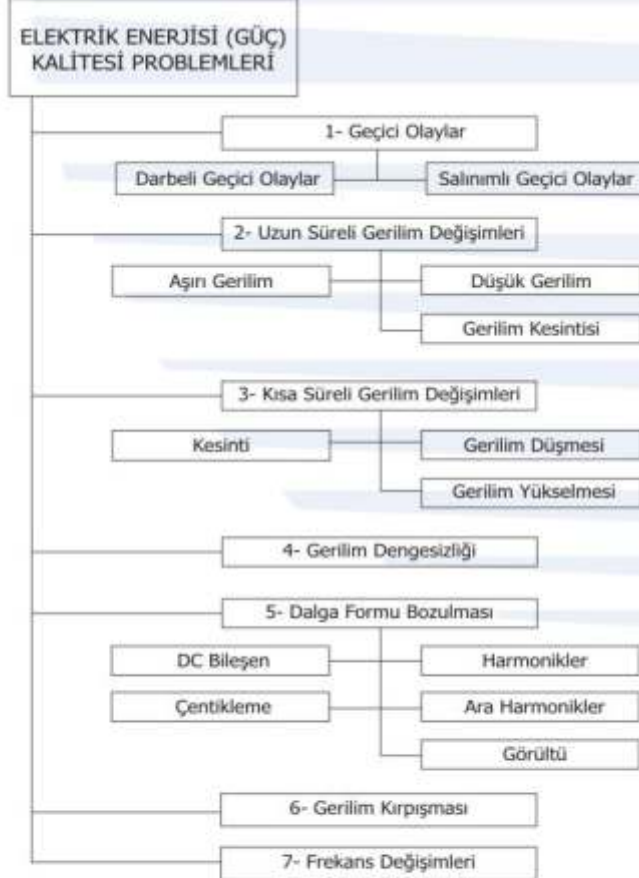 ELEKTRİK ENERJİSİ (GÜÇ)
KALİTESİ PROBLEMLERİ
1- Geçici Olaylar
Darbeli Geçici Olaylar
Salınımlı Geçici Olaylar
2- Uzun Süreli Gerilim Değişimleri
Aşırı Gerilim
Düşük Gerilim
Gerilim Kesintisi
3- Kısa Süreli Gerilim Değişimleri
Kesinti
Gerilim Düşmesi
Gerilim Yükselmesi
4- Gerilim Dengesizliği
5- Dalga Formu Bozulması
DC Bileşen
Harmonikler
Çentikleme
Ara Harmonikler
Görültü
6- Gerilim Kırpışması
7- Frekans Değişimleri